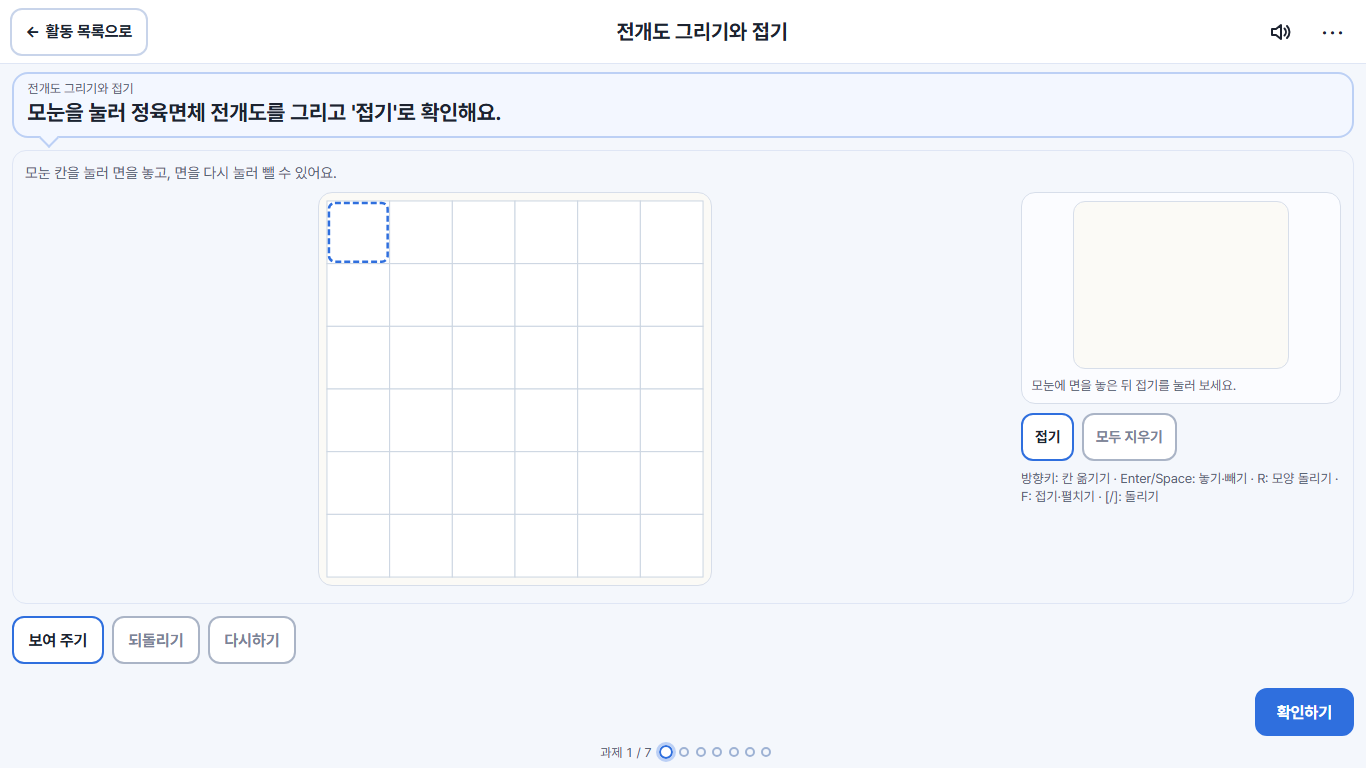 ← 활동 목록으로
전개도 그리기와 접기
전개도 그리기와 접기
모눈을 눌러 정육면체 전개도를 그리고 '접기'로 확인해요.
모눈 칸을 눌러 면을 놓고, 면을 다시 눌러 뺄 수 있어요.
모눈에 면을 놓은 뒤 접기를 눌러 보세요.
접기
모두 지우기
방향키: 칸 옮기기 · Enter/Space: 놓기·빼기 · R: 모양 돌리기 ·
F: 접기·펼치기 · [/]: 돌리기
보여 주기
되돌리기
다시하기
확인하기
과제 1 / 7